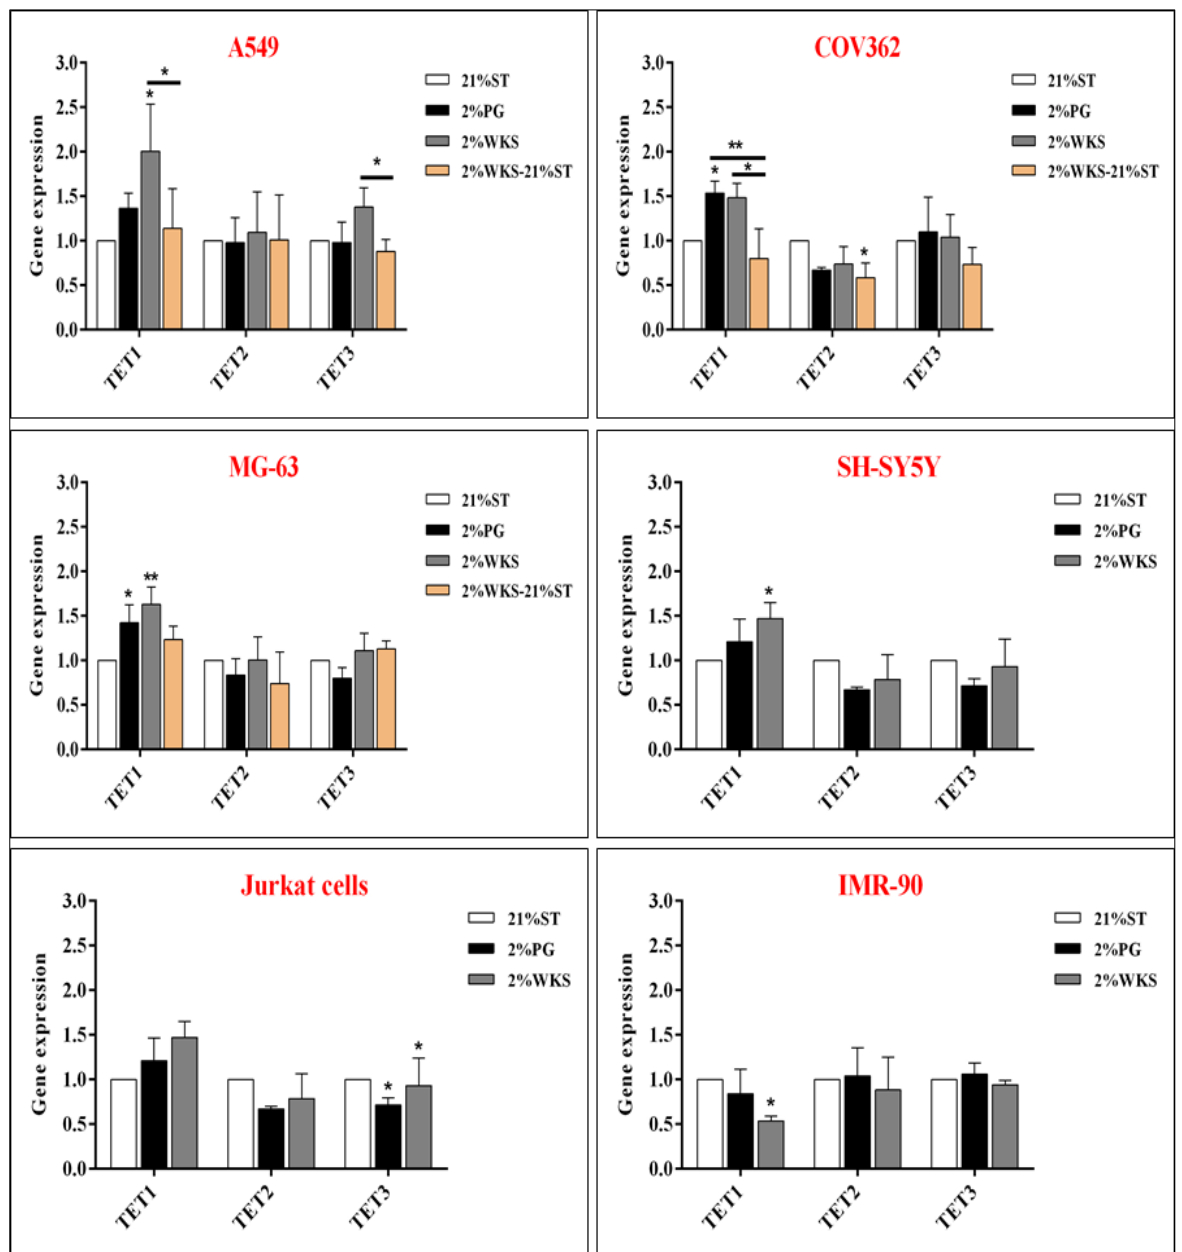 A549
Gene expression
3.0
2.5
2.0
1.5
1.0
0.5
0.0
*
*
*
TET1
TET2
TET3
21%ST
2%PG
2%WKS
2%WKS-21%ST
COV362
Gene expression
3.0
2.5
2.0
1.5
1.0
0.5
0.0
**
*
*
*
TET1
TET2
TET3
21%ST
2%PG
2%WKS
2%WKS-21%ST
MG-63
Gene expression
3.0
2.5
2.0
1.5
1.0
0.5
0.0
*
**
TET1
TET2
TET3
21%ST
2%PG
2%WKS
2%WKS-21%ST
SH-SY5Y
Gene expression
3.0
2.5
2.0
1.5
1.0
0.5
0.0
*
TET1
TET2
TET3
21%ST
2%PG
2%WKS
Jurkat cells
Gene expression
3.0
2.5
2.0
1.5
1.0
0.5
0.0
*
*
TET1
TET2
TET3
21%ST
2%PG
2%WKS
IMR-90
Gene expression
3.0
2.5
2.0
1.5
1.0
0.5
0.0
*
TET1
TET2
TET3
21%ST
2%PG
2%WKS